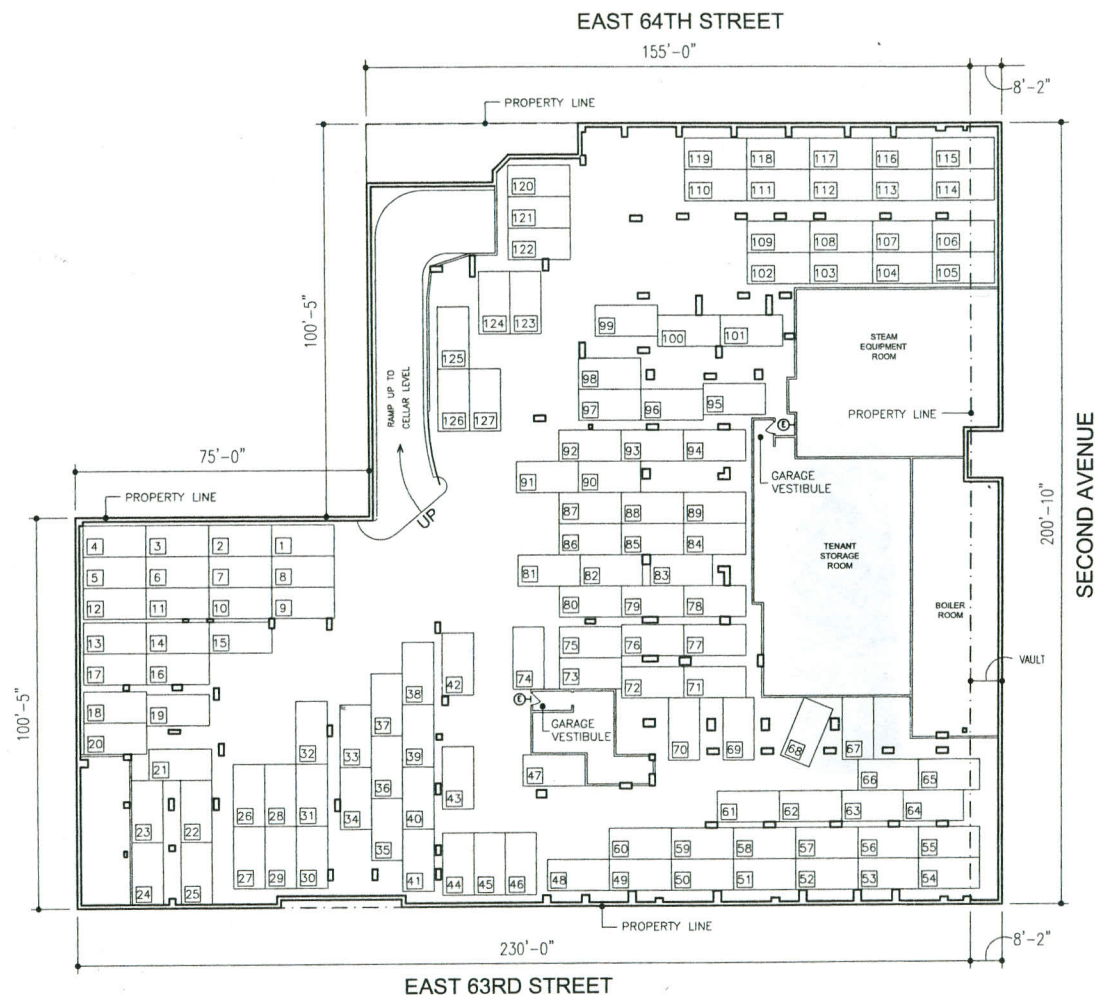 EAST 64TH STREET
155'-0"
8'-2"
PROPERTY LINE
119 118 117 116 115
120
110 111 112 113 114
121
109 108 107 106
122
102 103 104 105
100'-5"
124 123
99
100 101
STEAM
EQUIPMENT
ROOM
125
98
RAMP UP TO
CELLAR LEVEL
97 96 95
126 127
PROPERTY LINE
E
92 93 94
75'-0"
GARAGE
VESTIBULE
91 90
SECOND AVENUE
200'-10"
PROPERTY LINE
UP
87 88 89
4 3 2 1
86 85 84
TENANT
STORAGE
ROOM
5 6 7 8
81 82 83
12 11 10 9
80 79 78
BOILER
ROOM
13 14 15
75 76 77
VAULT
17 16
74 73
42
72 71
38
18 19
E
37
GARAGE
VESTIBULE
20
32 33 39
70 69 68 67
100'-5"
21
47
66 65
36
43
23 22
26 28 31 34 40
61 62 63 64
35
60 59 58 57 56 55
24 25
27 29 30 41
44 45 46 48 49 50 51 52 53 54
PROPERTY LINE
230'-0"
8'-2"
EAST 63RD STREET